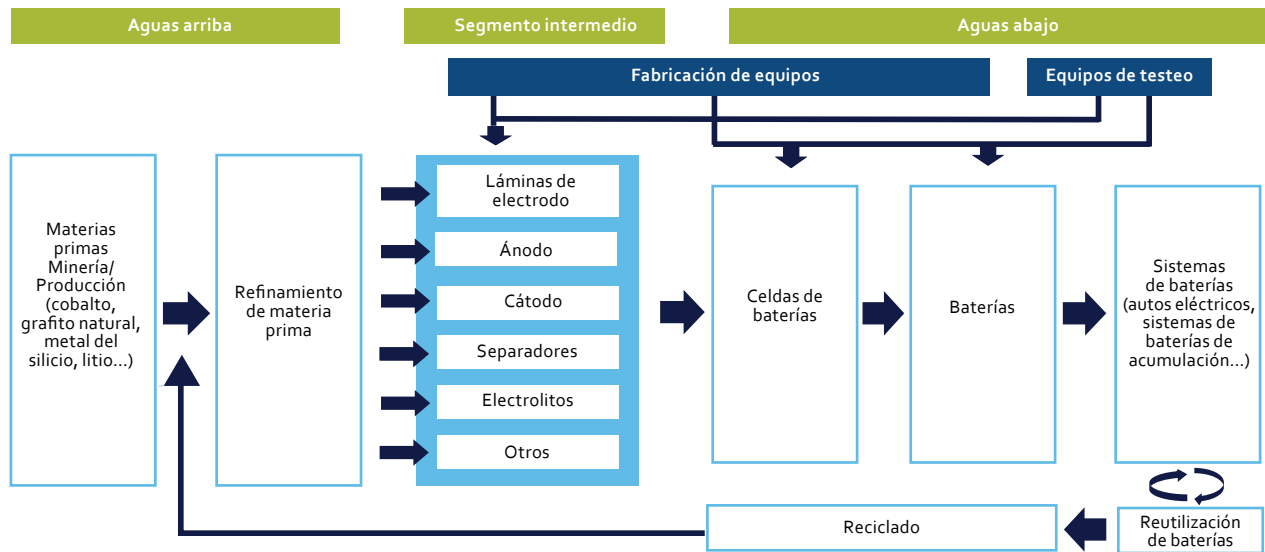 Aguas arriba
Segmento intermedio
Aguas abajo
Fabricación de equipos
Equipos de testeo
Materias
primas
Minería/
Producción
(cobalto,
grafito natural,
metal del
silicio, litio...)
Refinamiento
de materia
prima
Láminas de
electrodo
Ánodo
Cátodo
Separadores
Electrolitos
Otros
Celdas de
baterías
Baterías
Sistemas
de baterías
(autos eléctricos,
sistemas de
baterías de
acumulación...)
Reciclado
Reutilización
de baterías